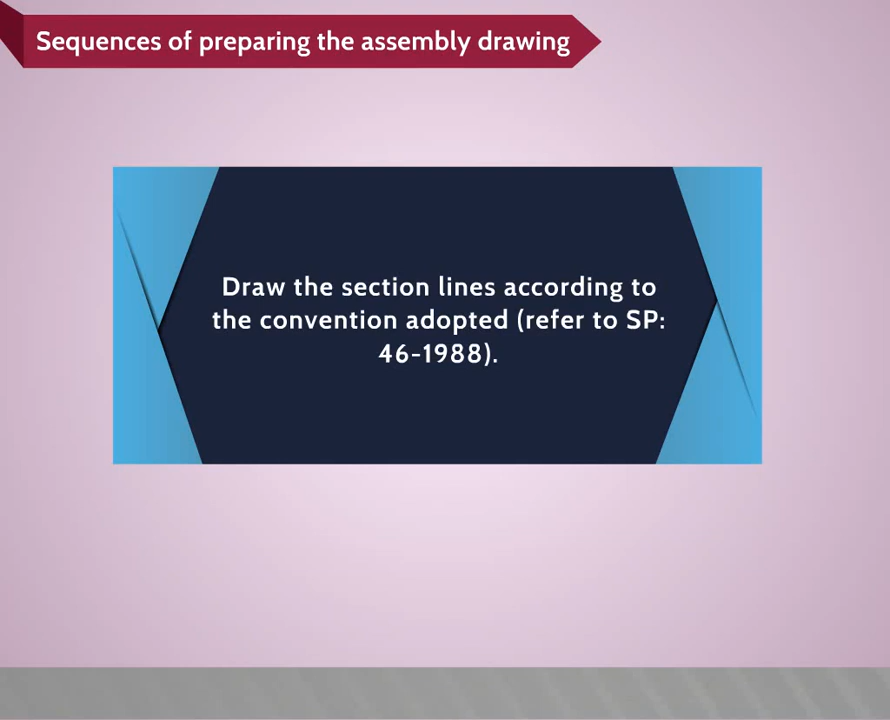 Sequences of preparing the assembly drawing
Draw the section lines according to
the convention adopted (refer to SP:
46-1988).